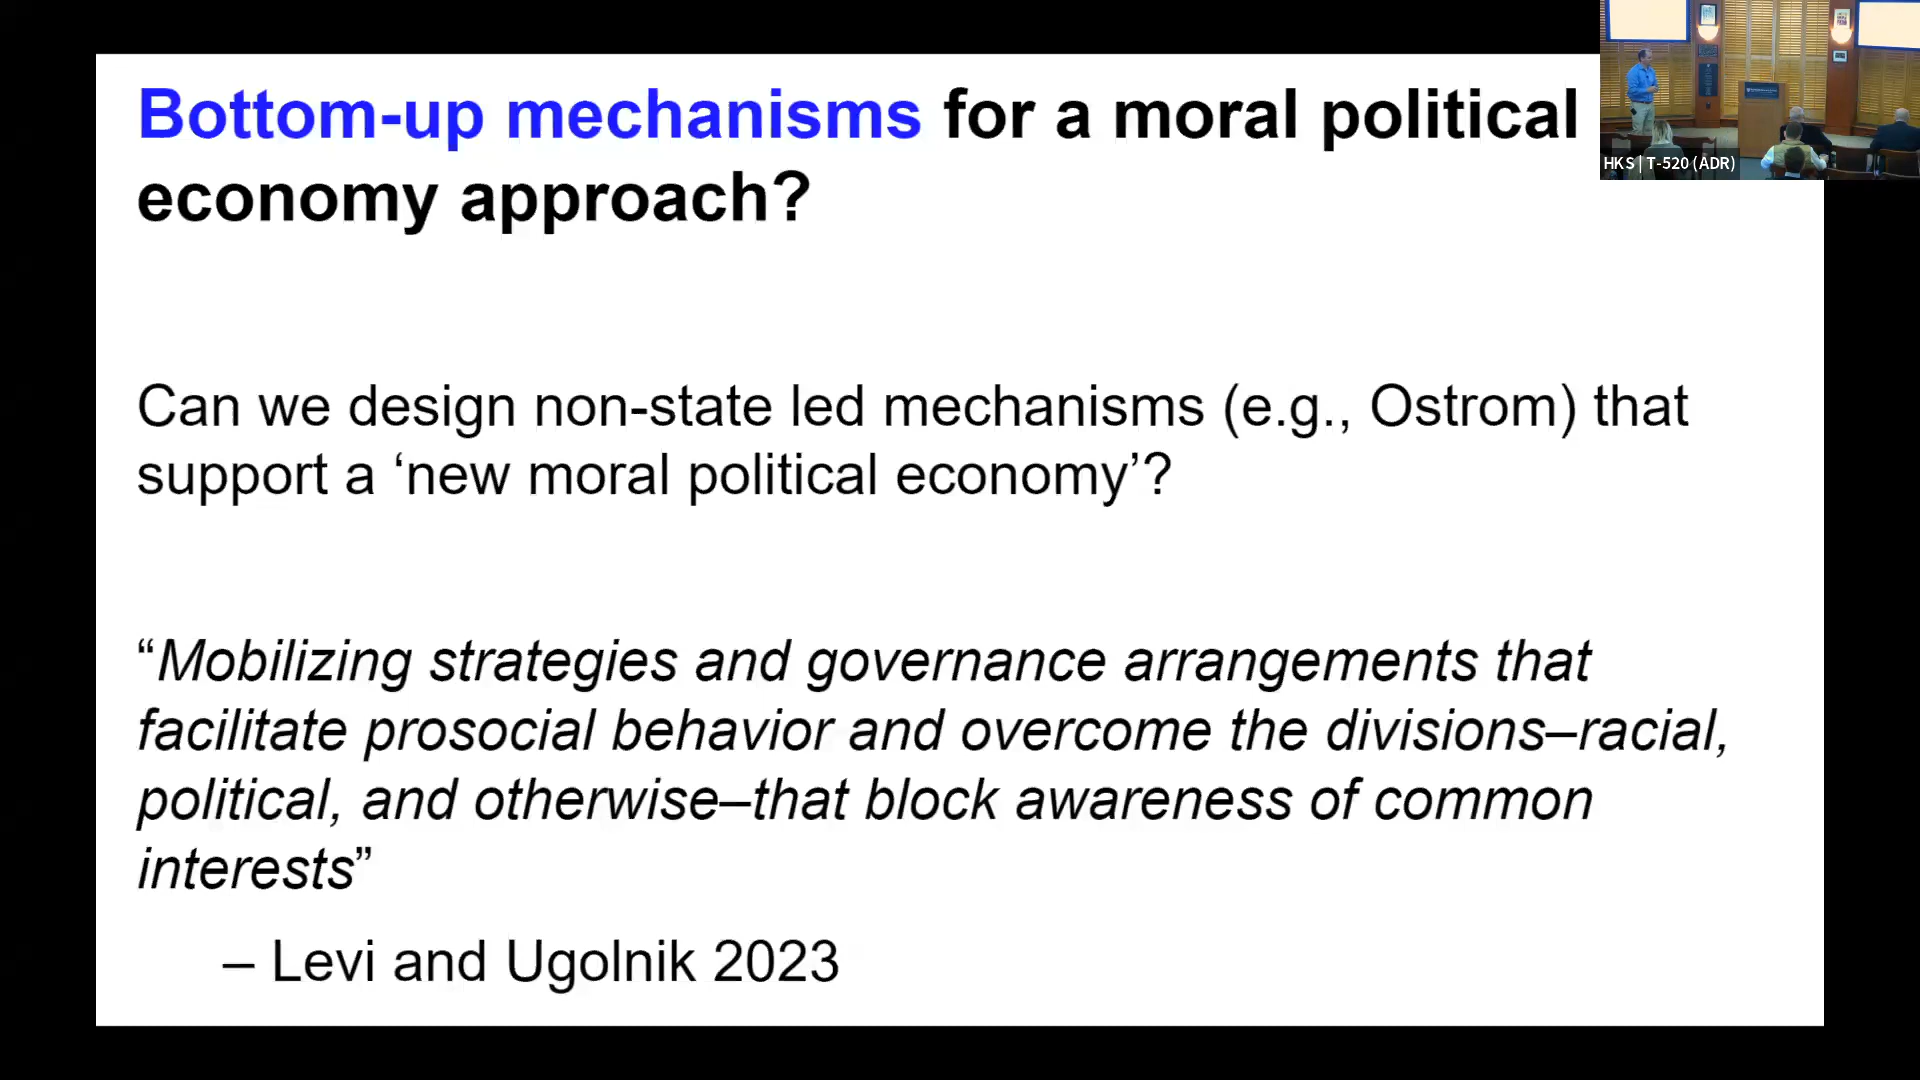 Bottom-up mechanisms for a moral political
economy approach?
HKS | T-520 (ADR)
Can we design non-state led mechanisms (e.g., Ostrom) that
support a ‘new moral political economy’?
“Mobilizing strategies and governance arrangements that
facilitate prosocial behavior and overcome the divisions–racial,
political, and otherwise–that block awareness of common
interests”
– Levi and Ugolnik 2023